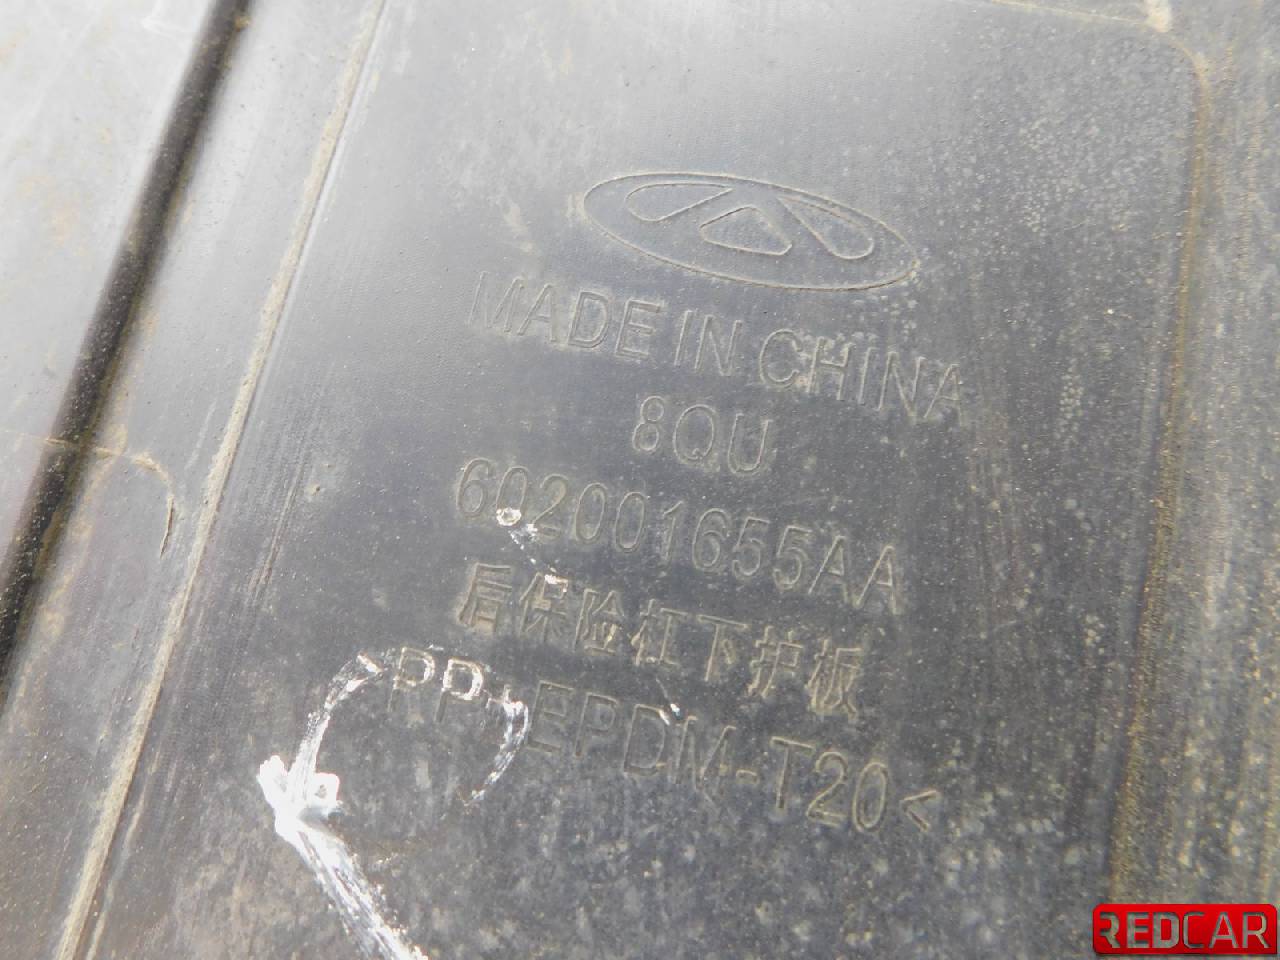 MADE IN CHINA
8QU
602001655AA
后保险杠下护板
>PP+EPDM-T20<
REDCAR